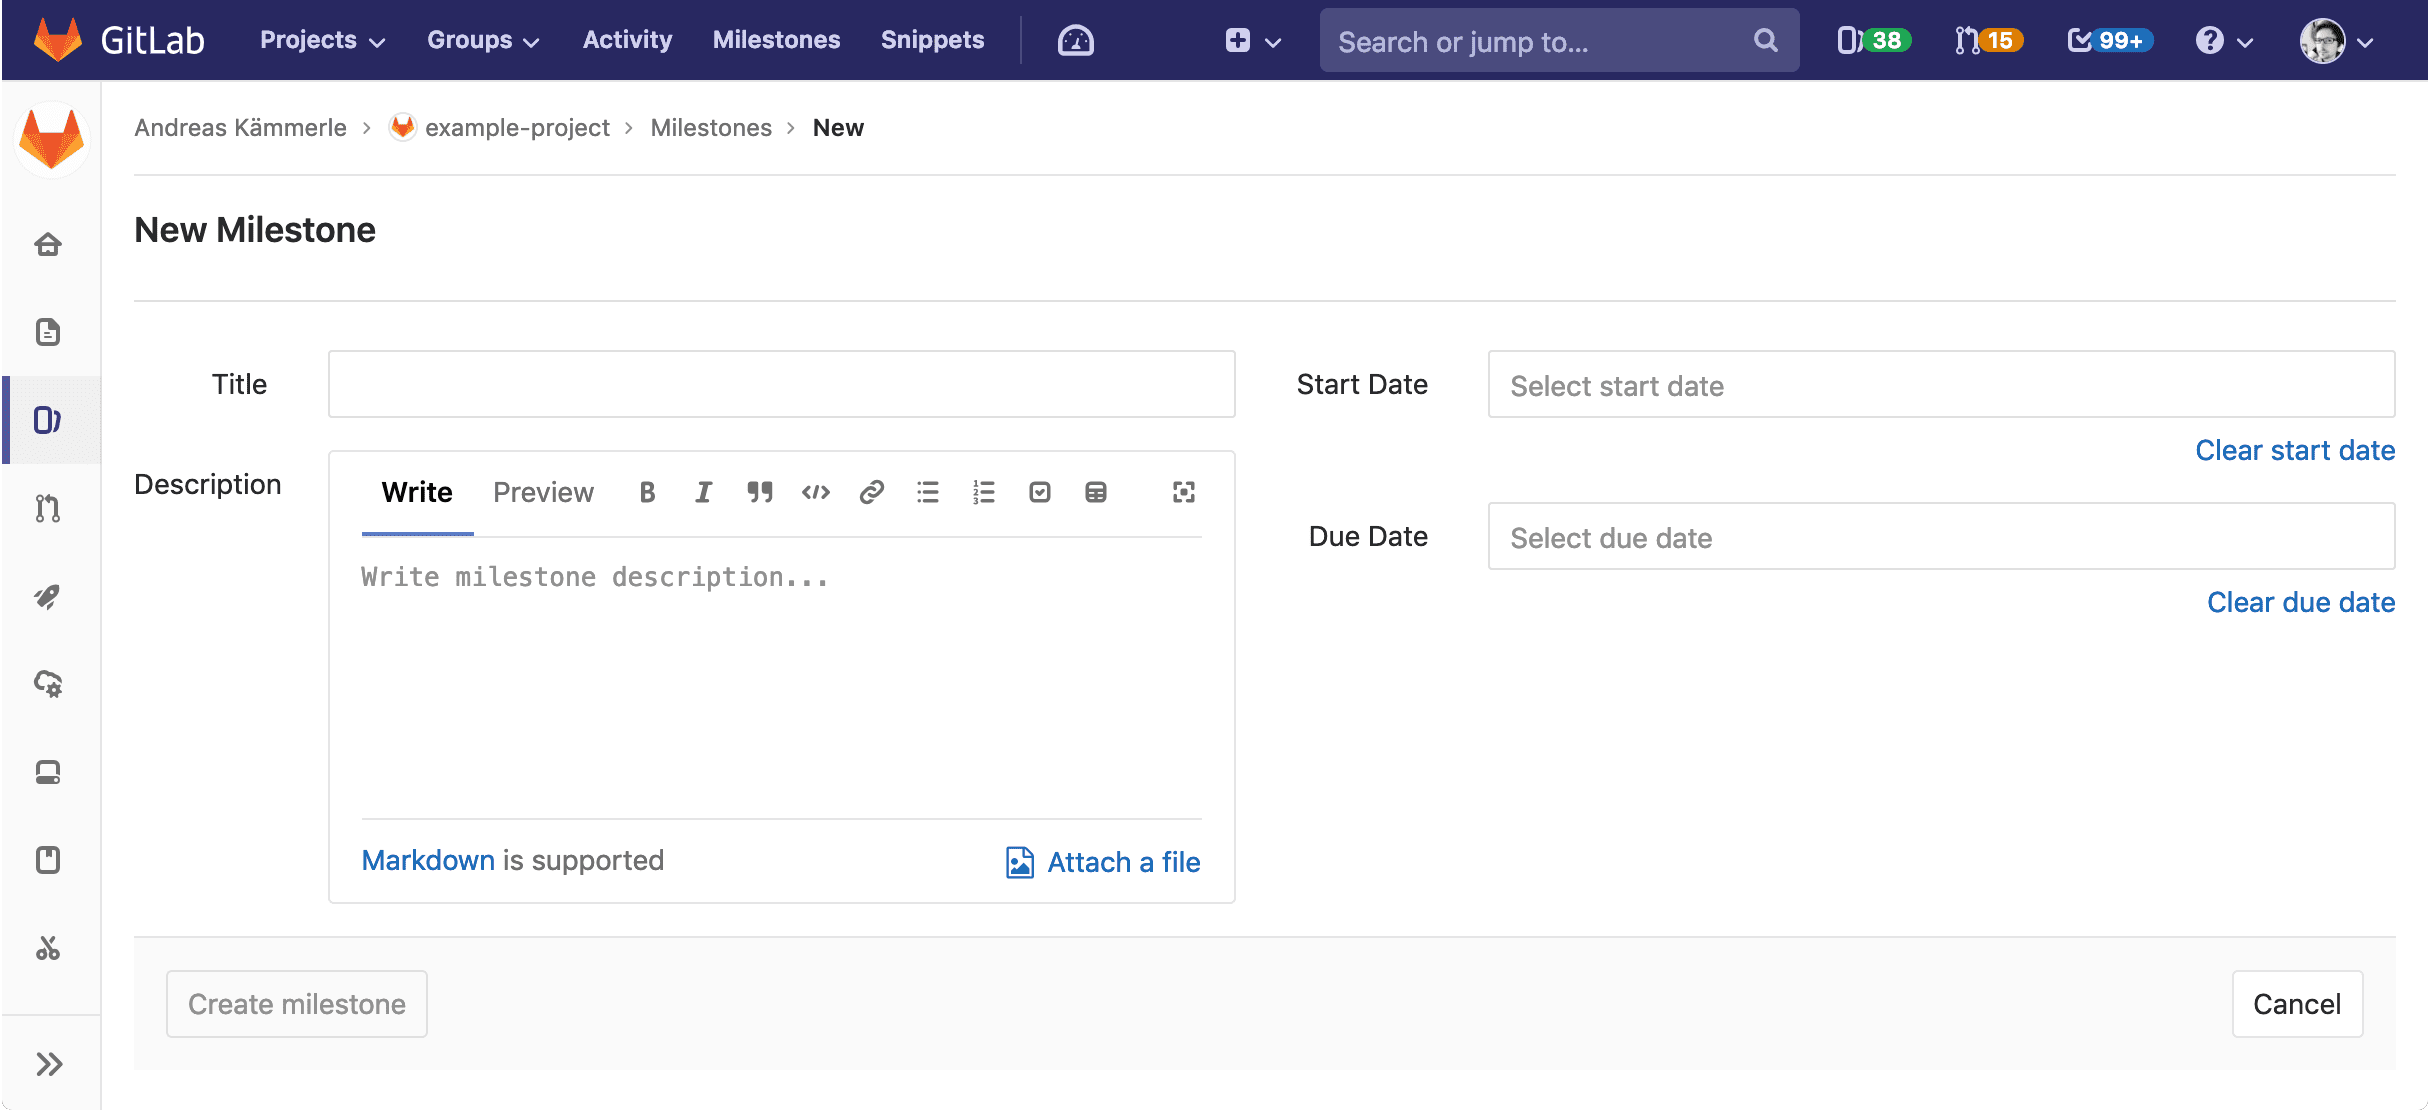 GitLab Projects Groups Activity Milestones Snippets Search or jump to... 38 15 99+
Andreas Kämmerle › example-project › Milestones › New
New Milestone
Title
Start Date Select start date
Clear start date
Description Write Preview
Due Date Select due date
Write milestone description...
Clear due date
Markdown is supported Attach a file
Create milestone Cancel